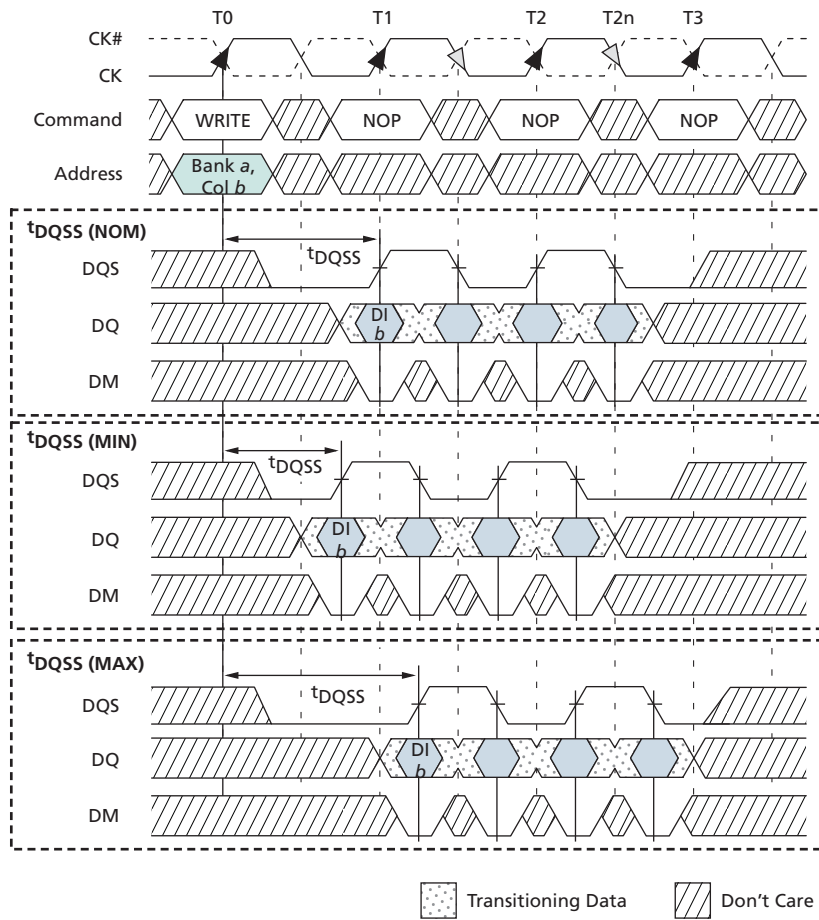 T0 T1 T2 T2n T3
CK#
CK
Command WRITE NOP NOP NOP
Address Bank a,
Col b
tDQSS (NOM)
tDQSS
DQS
DQ DI
b
DM
tDQSS (MIN)
tDQSS
DQS
DQ DI
b
DM
tDQSS (MAX)
tDQSS
DQS
DQ DI
b
DM
Transitioning Data Don't Care